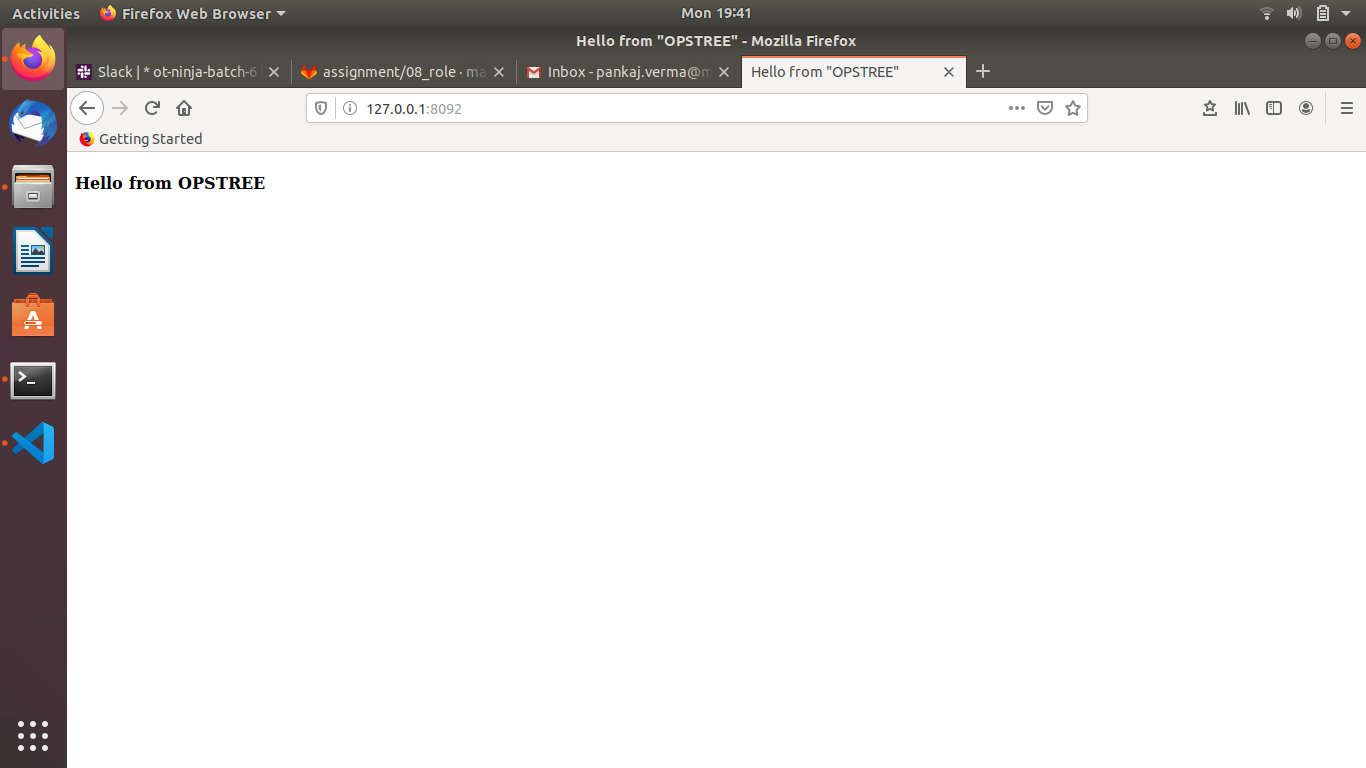 Activities Firefox Web Browser Mon 19:41
Hello from "OPSTREE" - Mozilla Firefox
Slack | * ot-ninja-batch-6 assignment/08_role · ma Inbox - pankaj.verma@m Hello from "OPSTREE"
127.0.0.1:8092
Getting Started
Hello from OPSTREE